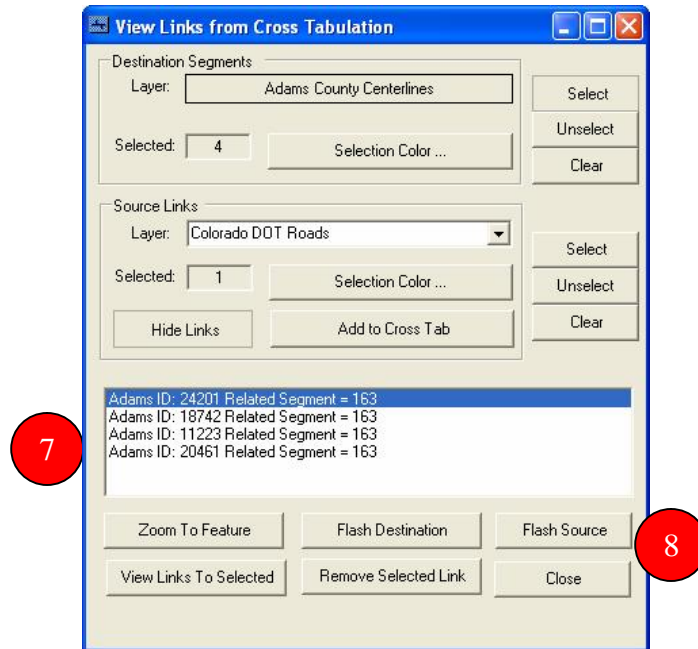 View Links from Cross Tabulation
Destination Segments
Layer: Adams County Centerlines
Select
Unselect
Selected: 4 Selection Color ...
Clear
Source Links
Layer: Colorado DOT Roads
Select
Selected: 1 Selection Color ...
Unselect
Hide Links Add to Cross Tab
Clear
Adams ID: 24201 Related Segment = 163
Adams ID: 18742 Related Segment = 163
Adams ID: 11223 Related Segment = 163
Adams ID: 20461 Related Segment = 163
7
Zoom To Feature Flash Destination Flash Source
8
View Links To Selected Remove Selected Link Close